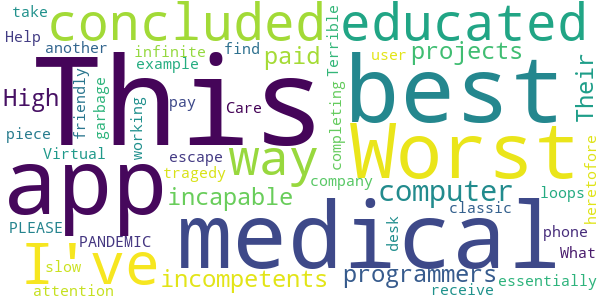 take
concluded
educated
Help
another
infinite
find
Terrible
user
projects
example
paid
This
best
Their
High
friendly
garbage
working
pay
Care
completing
piece
Virtual
escape
way
Worst
heretofore
app
tragedy
company
incapable
computer
loops
medical
classic
PLEASE
PANDEMIC
desk
phone
What
I've
slow
incompetents
programmers
essentially
attention
receive